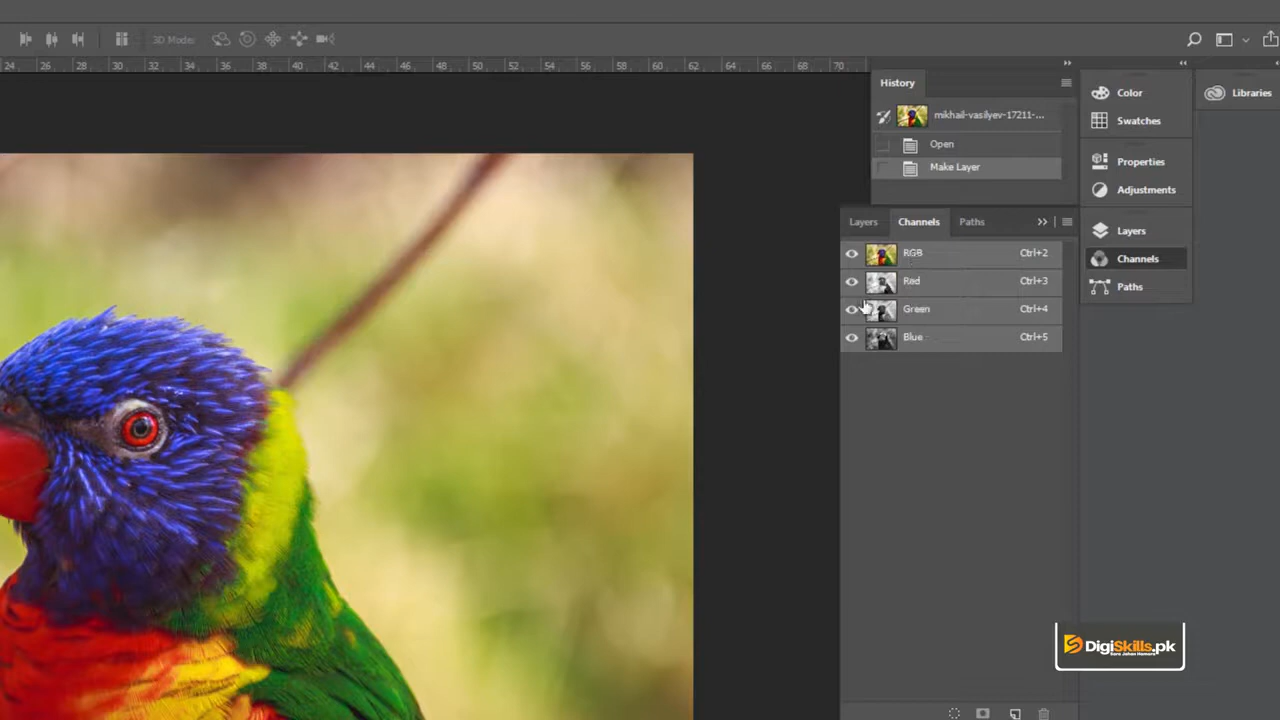 3D Mode:
24 26 28 30 32 34 36 38 40 42 44 46 48 50 52 54 56 58 60 62 64 66 68 70
History
mikhail-vasilyev-17211-...
Open
Make Layer
Layers Channels Paths
RGB Ctrl+2
Red Ctrl+3
Green Ctrl+4
Blue Ctrl+5
Color
Swatches
Properties
Adjustments
Layers
Channels
Paths
Libraries
DigiSkills.pk